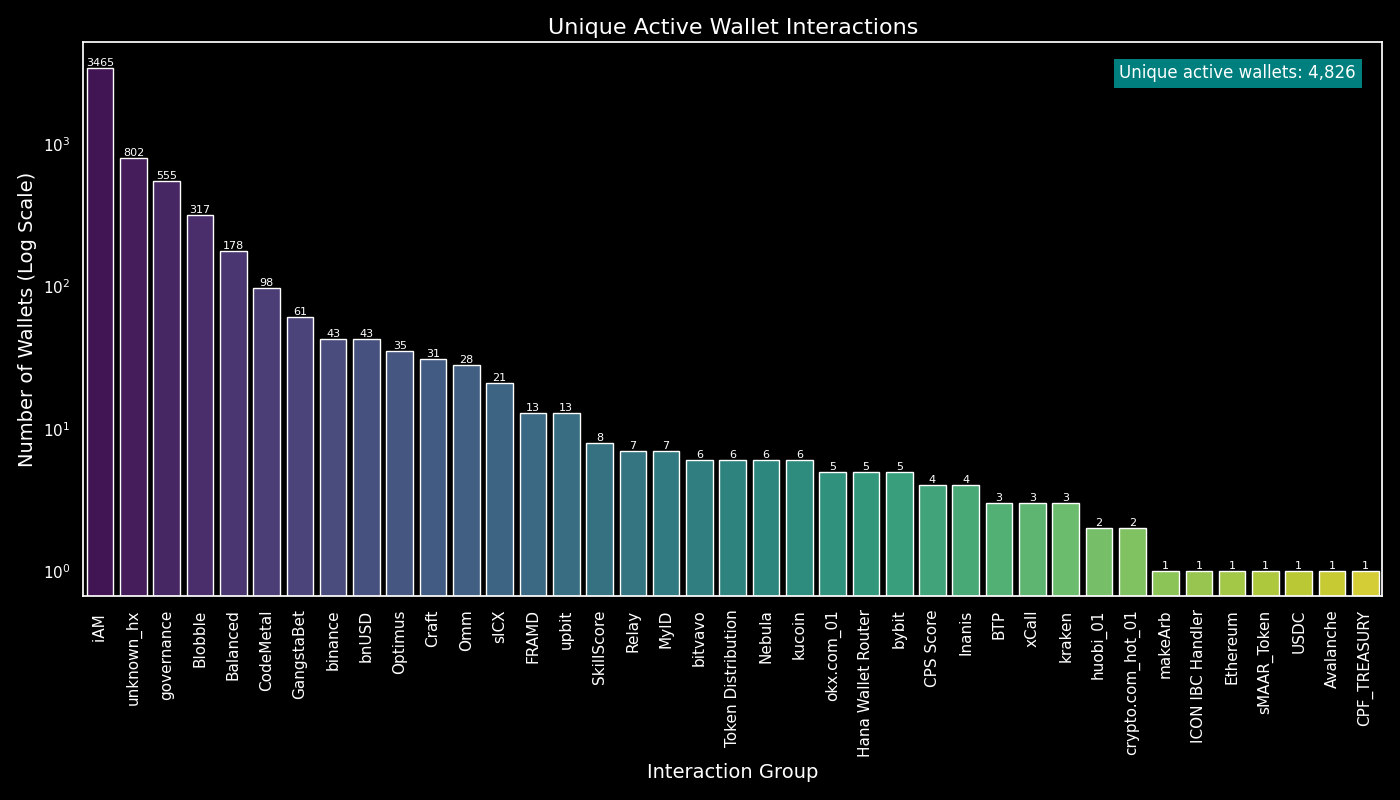 Unique Active Wallet Interactions
Unique active wallets: 4,826
Number of Wallets (Log Scale)
10³
10²
10¹
10⁰
3465
802
555
317
178
98
61
43
43
35
31
28
21
13
13
8
7
7
6
6
6
6
5
5
5
4
4
3
3
3
2
2
1
1
1
1
1
1
1
iAM
unknown_hx
governance
Blobble
Balanced
CodeMetal
GangstaBet
binance
bnUSD
Optimus
Craft
Omm
sICX
FRAMD
upbit
SkillScore
Relay
MyID
bitvavo
Token Distribution
Nebula
kucoin
okx.com_01
Hana Wallet Router
bybit
CPS Score
Inanis
BTP
xCall
kraken
huobi_01
crypto.com_hot_01
makeArb
ICON IBC Handler
Ethereum
sMAAR_Token
USDC
Avalanche
CPF_TREASURY
Interaction Group